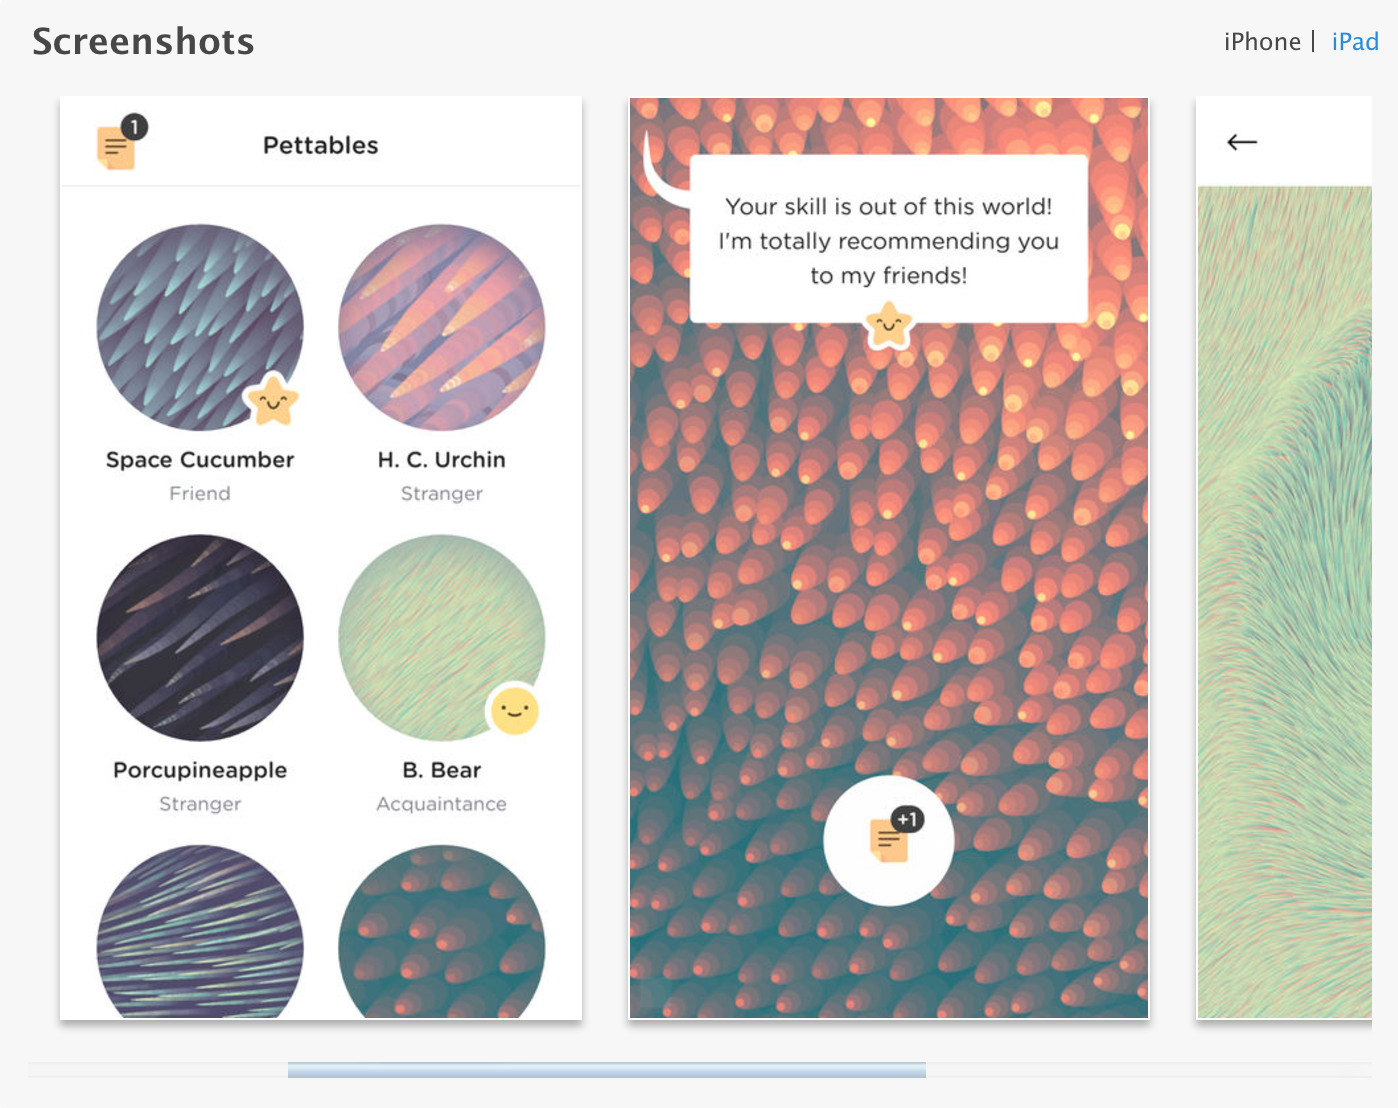 Screenshots
iPhone | iPad
1
Pettables
Space Cucumber
Friend
H. C. Urchin
Stranger
Porcupineapple
Stranger
B. Bear
Acquaintance
Your skill is out of this world!
I'm totally recommending you
to my friends!
+1